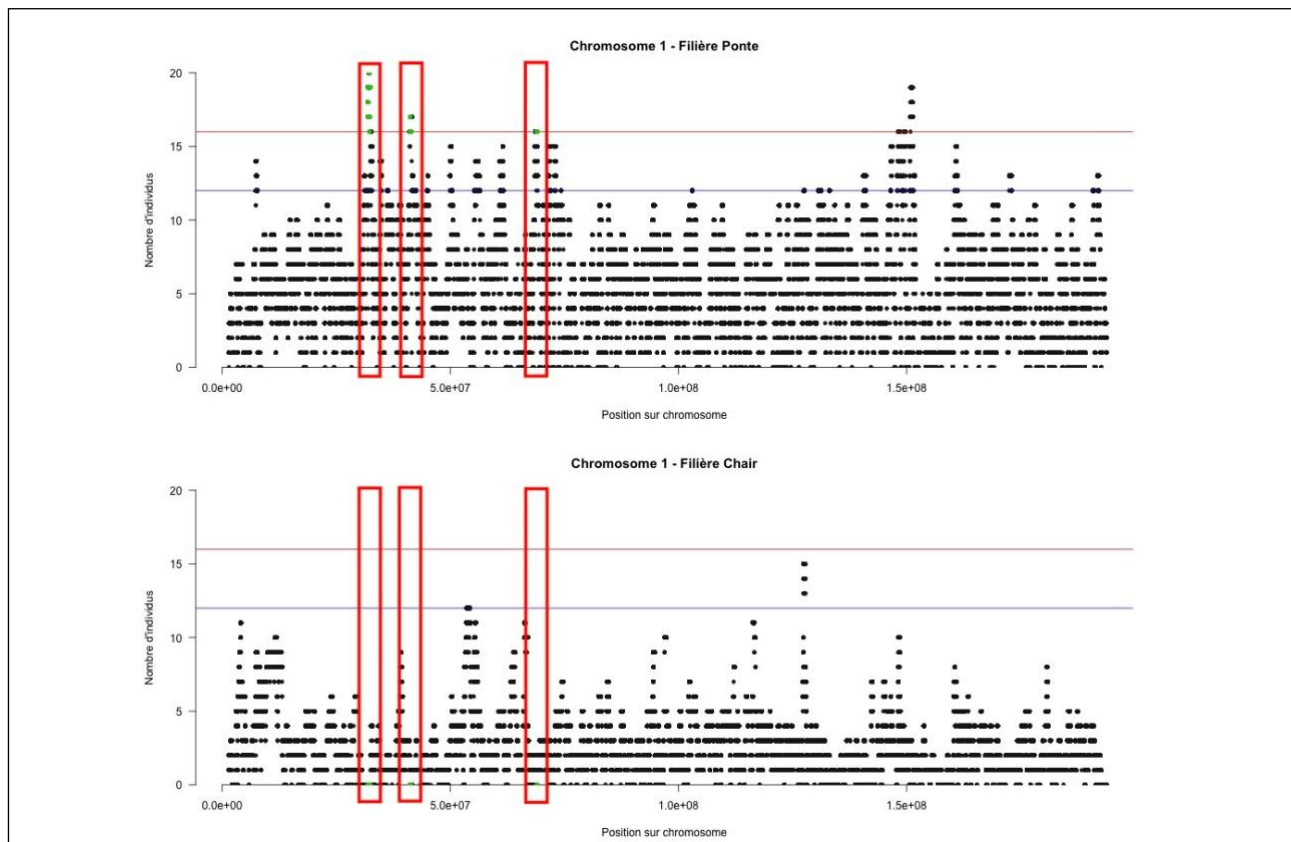 Chromosome 1 - Filière Ponte
Nombre d'individus
20
15
10
5
0
0.0e+00 5.0e+07 1.0e+08 1.5e+08
Position sur chromosome
Chromosome 1 - Filière Chair
Nombre d'individus
20
15
10
5
0
0.0e+00 5.0e+07 1.0e+08 1.5e+08
Position sur chromosome